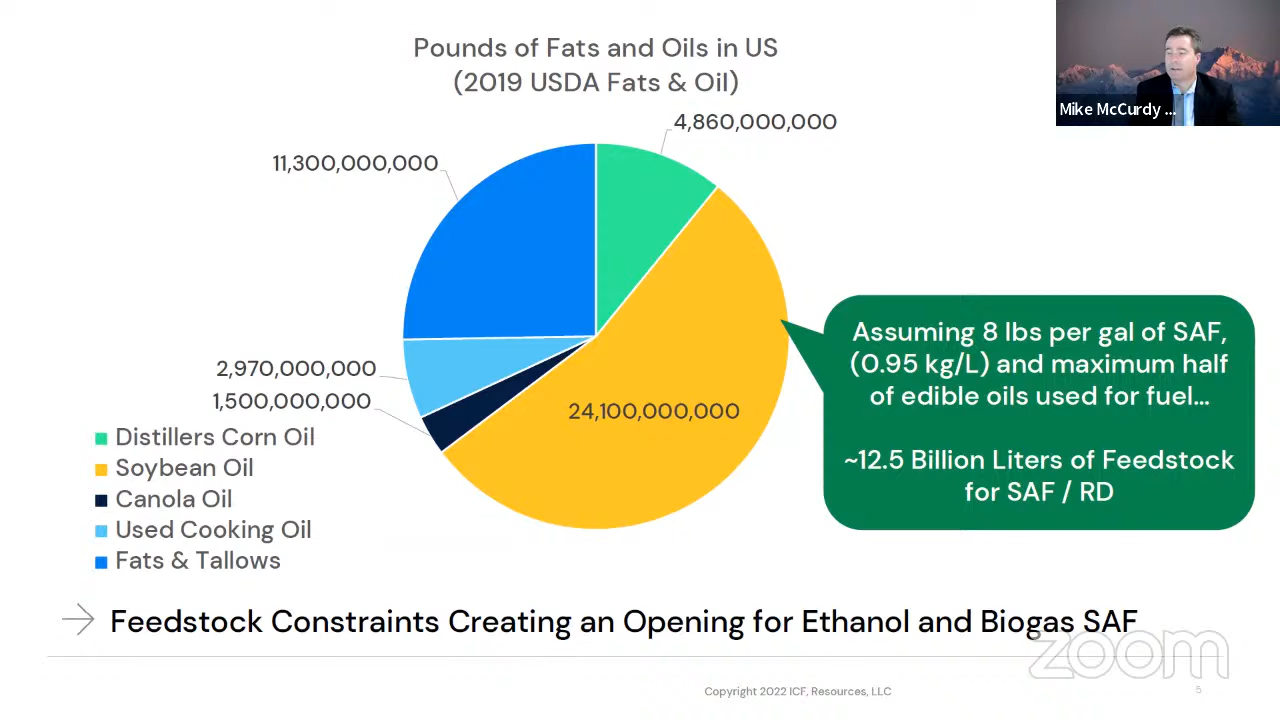 Pounds of Fats and Oils in US
(2019 USDA Fats & Oil)
Mike McCurdy ...
4,860,000,000
11,300,000,000
2,970,000,000
1,500,000,000
24,100,000,000
Assuming 8 lbs per gal of SAF,
(0.95 kg/L) and maximum half
of edible oils used for fuel...
~12.5 Billion Liters of Feedstock
for SAF / RD
Distillers Corn Oil
Soybean Oil
Canola Oil
Used Cooking Oil
Fats & Tallows
Feedstock Constraints Creating an Opening for Ethanol and Biogas SAF
zoom
Copyright 2022 ICF, Resources, LLC
5